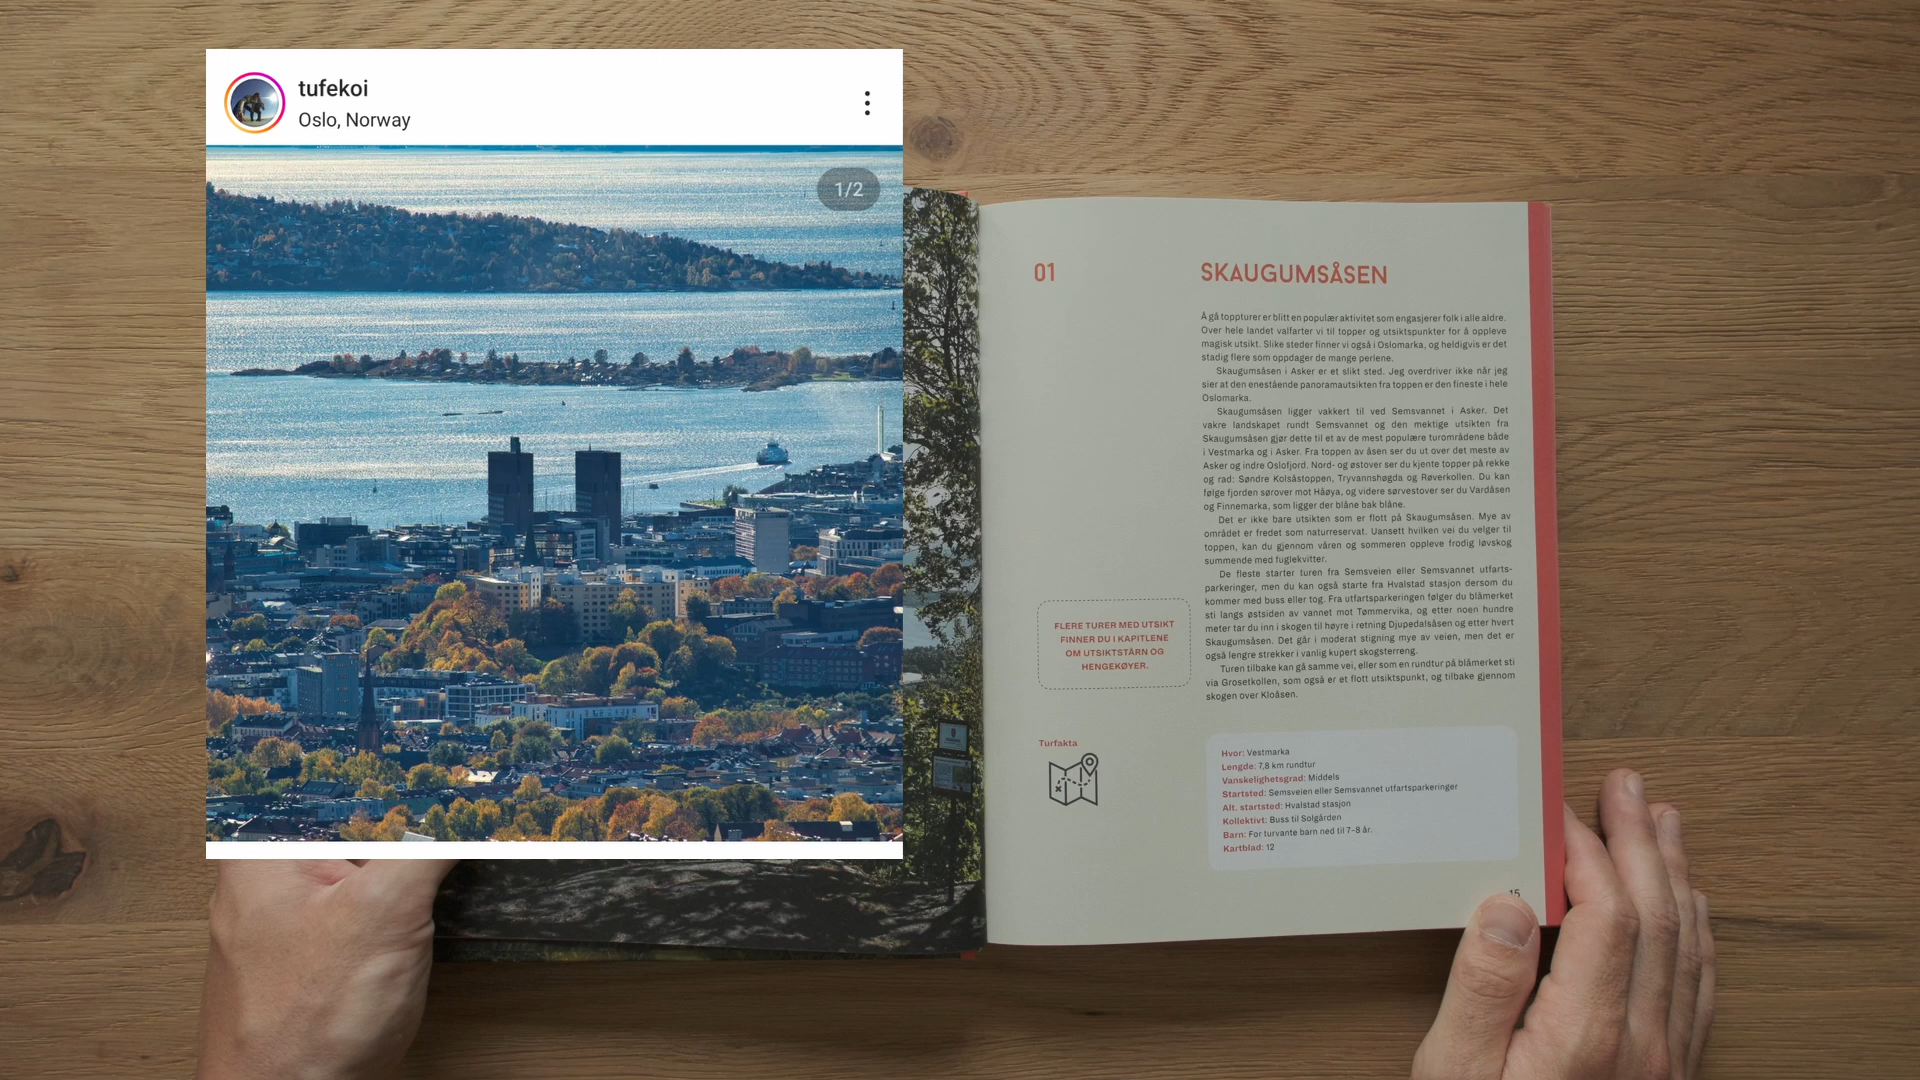 tufekoi
Oslo, Norway
1/2
01
SKAUGUMSÅSEN
Å gå toppturer er blitt en populær aktivitet som engasjerer folk i alle aldre.
Over hele landet valfarter vi til topper og utsiktspunkter for å oppleve
magisk utsikt. Slike steder finner vi også i Oslomarka, og heldigvis er det
stadig flere som oppdager de mange perlene.
Skaugumsåsen i Asker er et slikt sted. Jeg overdriver ikke når jeg
sier at den enestående panoramautsikten fra toppen er den fineste i hele
Oslomarka.
Skaugumsåsen ligger vakkert til ved Semsvannet i Asker. Det
vakre landskapet rundt Semsvannet og den mektige utsikten fra
Skaugumsåsen gjør dette til et av de mest populære turområdene både
i Vestmarka og i Asker. Fra toppen av åsen ser du ut over det meste av
Asker og indre Oslofjord. Nord- og østover ser du kjente topper på rekke
og rad: Søndre Kolsåstoppen, Tryvannshøgda og Røverkollen. Du kan
følge fjorden sørover mot Håøya, og videre sørvestover ser du Vardåsen
og Finnemarka, som ligger der blåne bak blåne.
Det er ikke bare utsikten som er flott på Skaugumsåsen. Mye av
området er fredet som naturreservat. Uansett hvilken vei du velger til
toppen, kan du gjennom våren og sommeren oppleve frodig løvskog
summende med fuglekvitter.
De fleste starter turen fra Semsveien eller Semsvannet utfarts-
parkeringer, men du kan også starte fra Hvalstad stasjon dersom du
kommer med buss eller tog. Fra utfartsparkeringen følger du blåmerket
sti langs østsiden av vannet mot Tømmervika, og etter noen hundre
meter tar du inn i skogen til høyre i retning Djupedalsåsen og etter hvert
Skaugumsåsen. Det går i moderat stigning mye av veien, men det er
også lengre strekker i vanlig kupert skogsterreng.
Turen tilbake kan gå samme vei, eller som en rundtur på blåmerket sti
via Grosetkollen, som også er et flott utsiktspunkt, og tilbake gjennom
skogen over Kloåsen.
FLERE TURER MED UTSIKT
FINNER DU I KAPITLENE
OM UTSIKTSTÅRN OG
HENGEKØYER.
Turfakta
Hvor: Vestmarka
Lengde: 7,8 km rundtur
Vanskelighetsgrad: Middels
Startsted: Semsveien eller Semsvannet utfartsparkeringer
Alt. startsted: Hvalstad stasjon
Kollektivt: Buss til Solgården
Barn: For turvante barn ned til 7–8 år.
Kartblad: 12
15